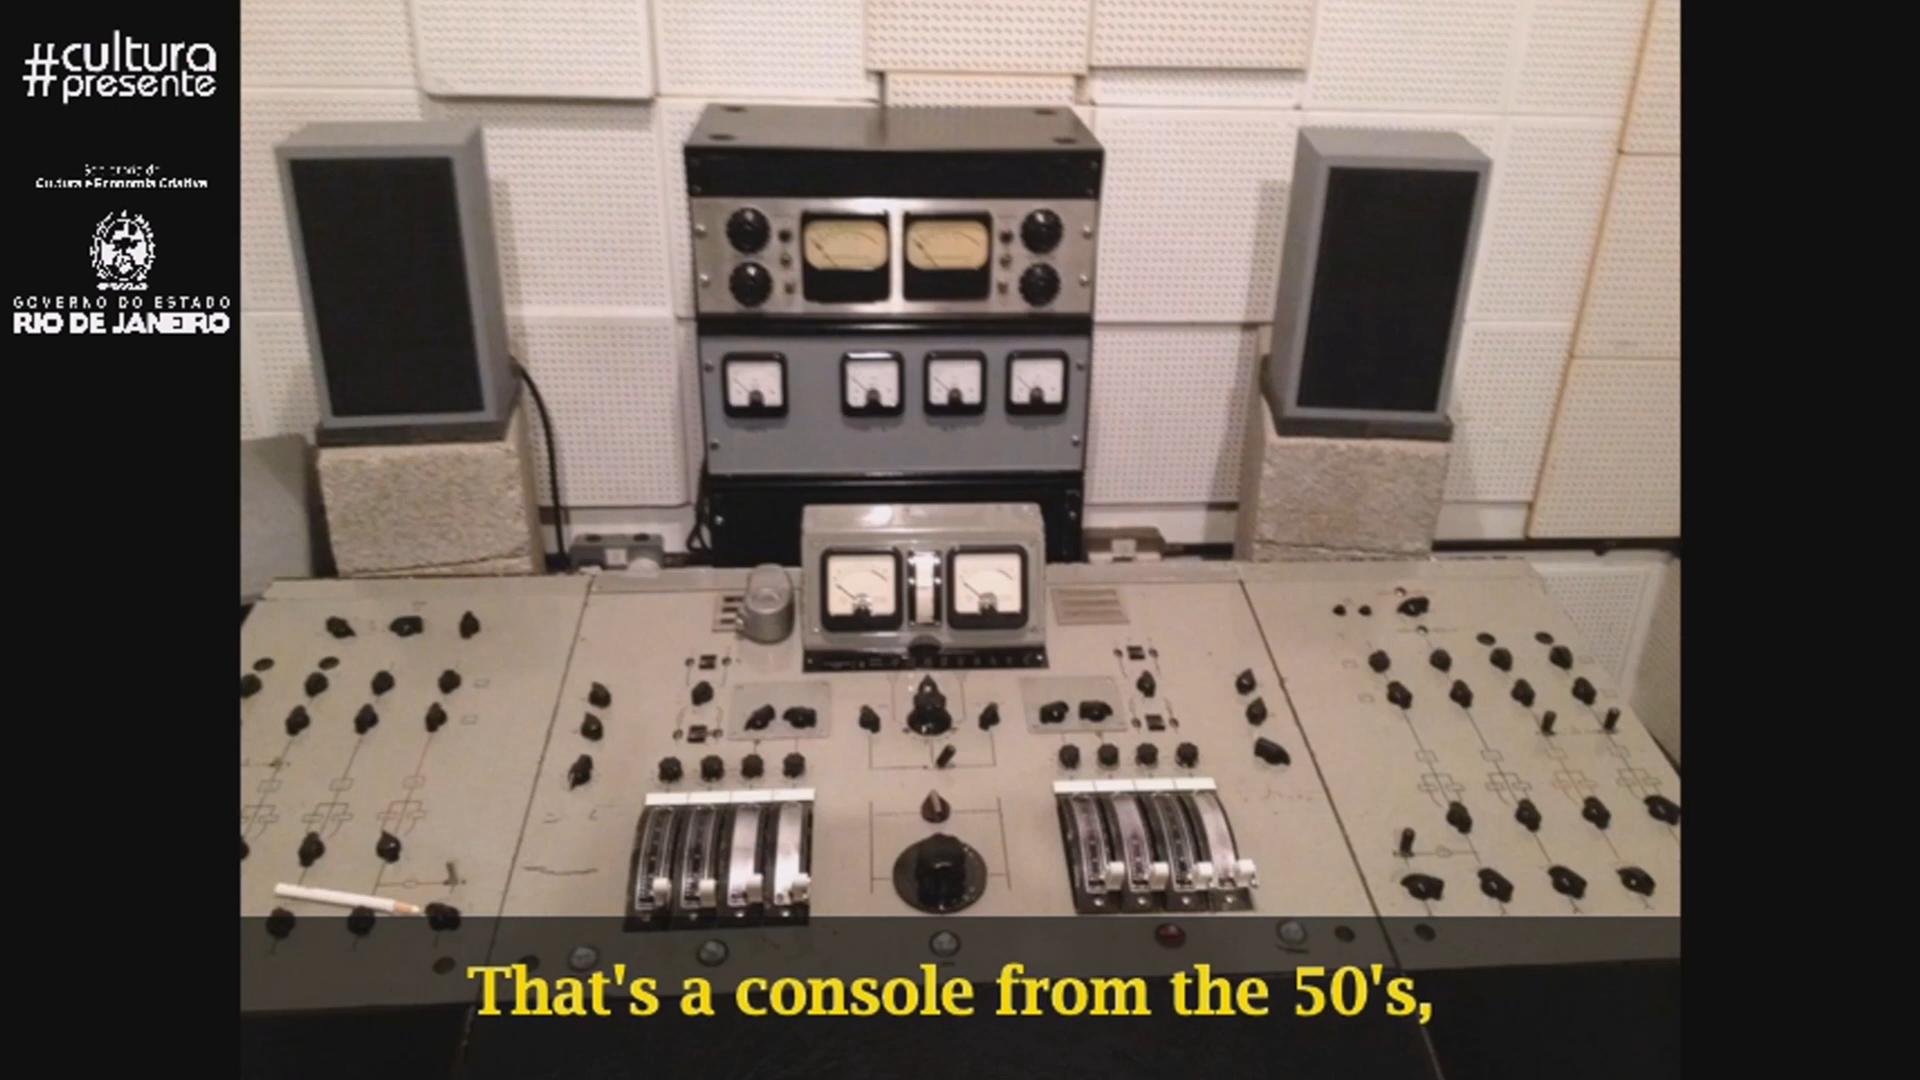 #cultura
presente
Cultura e Economia Criativa
GOVERNO DO ESTADO
RIO DE JANEIRO
That's a console from the 50's,